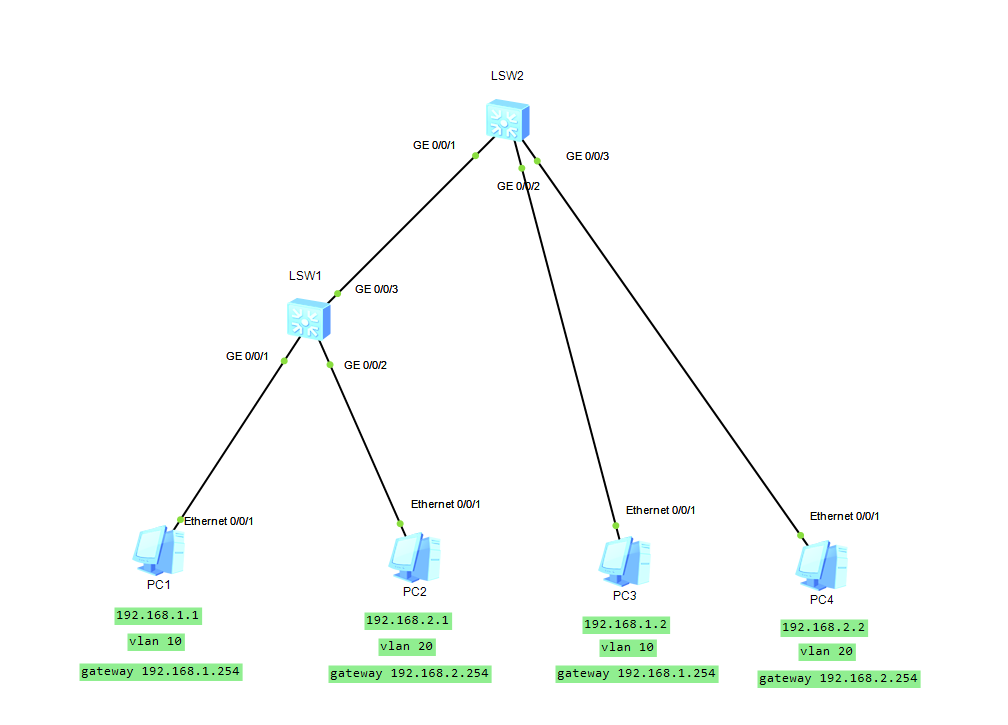 LSW2
GE 0/0/1
GE 0/0/3
GE 0/0/2
LSW1
GE 0/0/3
GE 0/0/1
GE 0/0/2
Ethernet 0/0/1
Ethernet 0/0/1
Ethernet 0/0/1
Ethernet 0/0/1
PC1
PC2
PC3
PC4
192.168.1.1
vlan 10
gateway 192.168.1.254
192.168.2.1
vlan 20
gateway 192.168.2.254
192.168.1.2
vlan 10
gateway 192.168.1.254
192.168.2.2
vlan 20
gateway 192.168.2.254